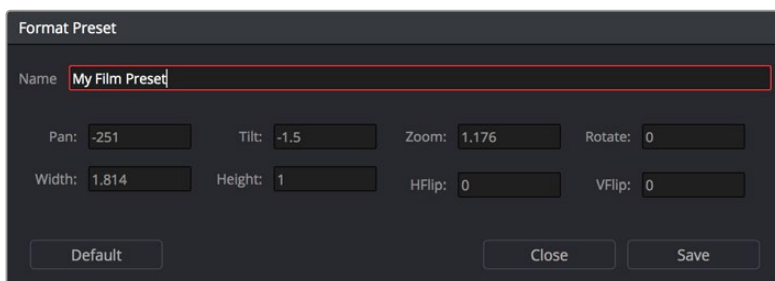 Format Preset
Name My Film Preset
Pan: -251 Tilt: -1.5 Zoom: 1.176 Rotate: 0
Width: 1.814 Height: 1 HFlip: 0 VFlip: 0
Default Close Save